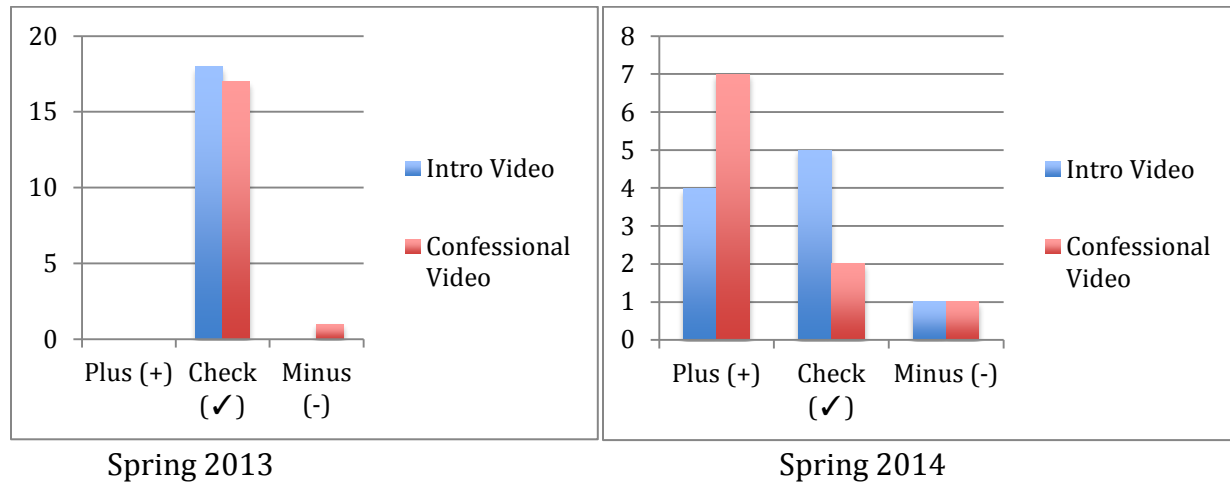 20
15
10
5
0
Plus (+)
Check
(✓)
Minus
(-)
Intro Video
Confessional
Video
Spring 2013
8
7
6
5
4
3
2
1
0
Plus (+)
Check
(✓)
Minus (-)
Intro Video
Confessional
Video
Spring 2014